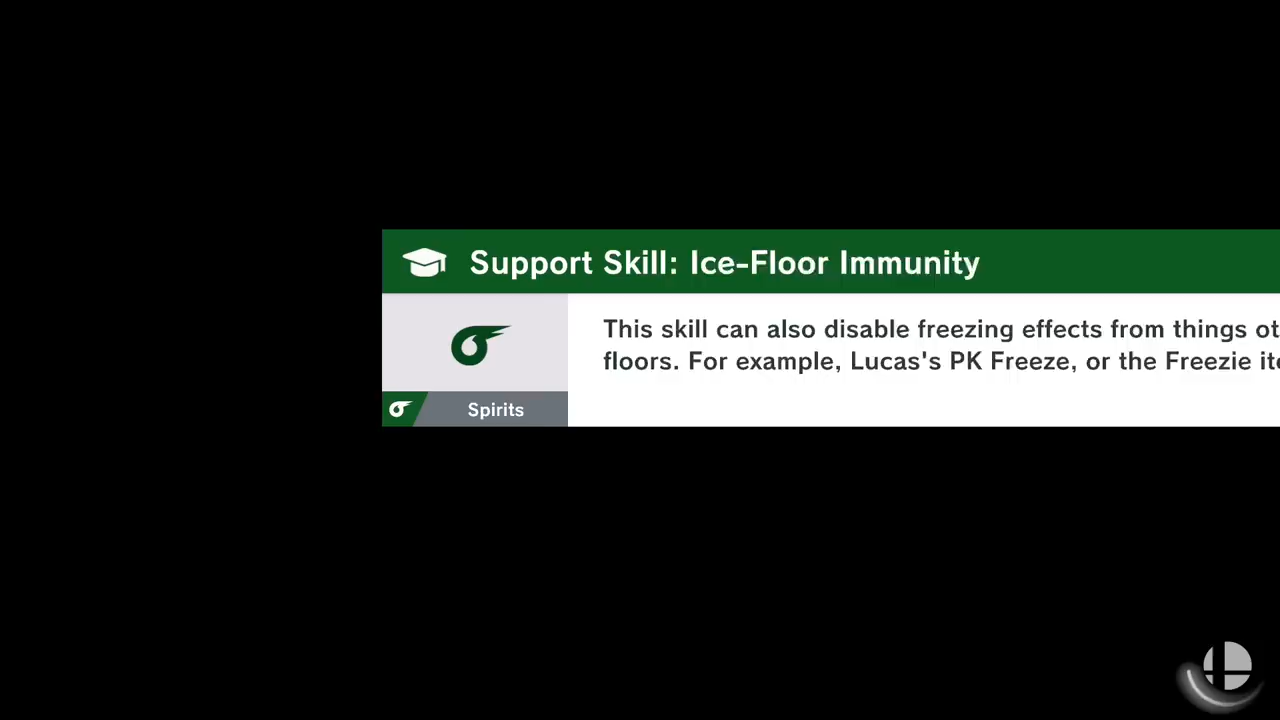 Support Skill: Ice-Floor Immunity
This skill can also disable freezing effects from things
floors. For example, Lucas's PK Freeze, or the Freezie
Spirits